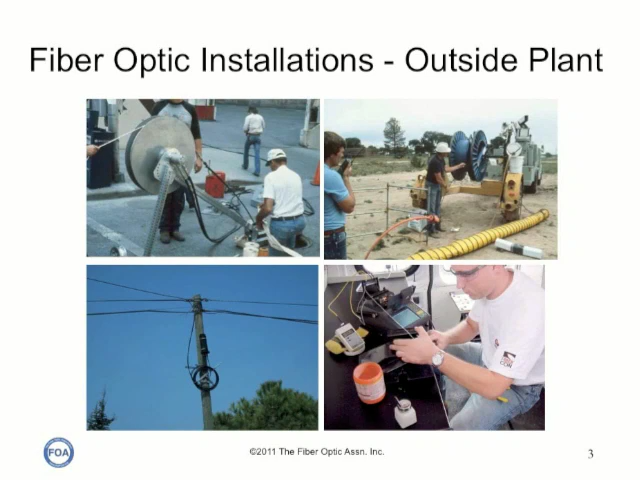 Fiber Optic Installations - Outside Plant
FOA
©2011 The Fiber Optic Assn. Inc.
3